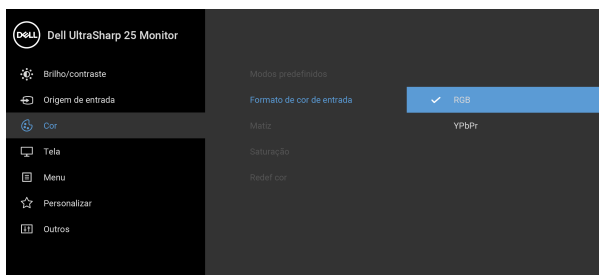 DELL Dell UltraSharp 25 Monitor
Brilho/contraste
Origem de entrada
Cor
Tela
Menu
Personalizar
Outros
Modos predefinidos
Formato de cor de entrada
Matiz
Saturação
Redef cor
RGB
YPbPr